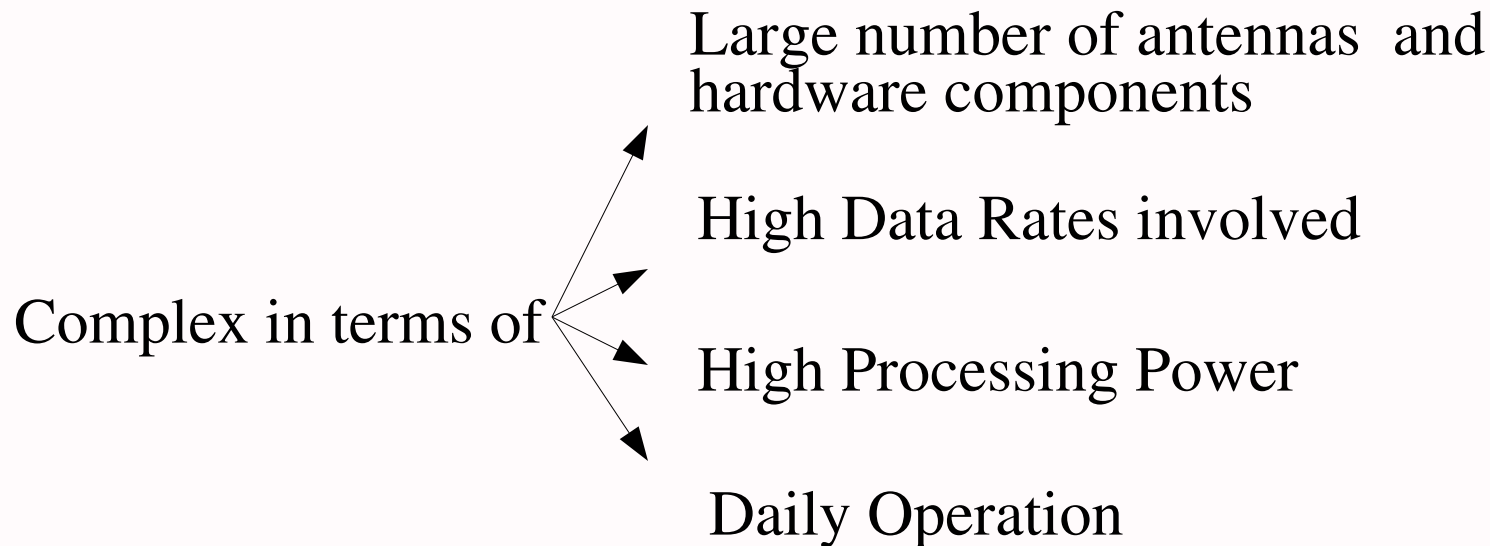 Large number of antennas and
hardware components
High Data Rates involved
Complex in terms of
High Processing Power
Daily Operation